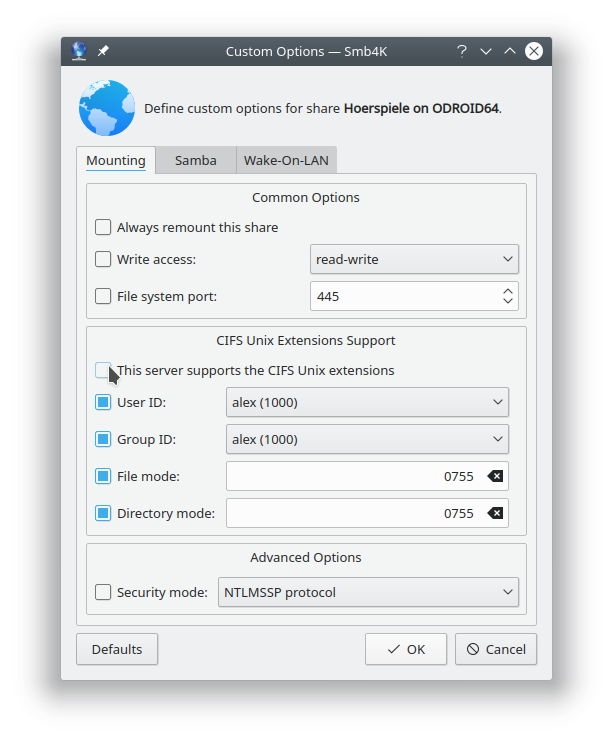 Custom Options — Smb4K
Define custom options for share Hoerspiele on ODROID64.
Mounting Samba Wake-On-LAN
Common Options
Always remount this share
Write access: read-write
File system port: 445
CIFS Unix Extensions Support
This server supports the CIFS Unix extensions
User ID: alex (1000)
Group ID: alex (1000)
File mode: 0755
Directory mode: 0755
Advanced Options
Security mode: NTLMSSP protocol
Defaults OK Cancel